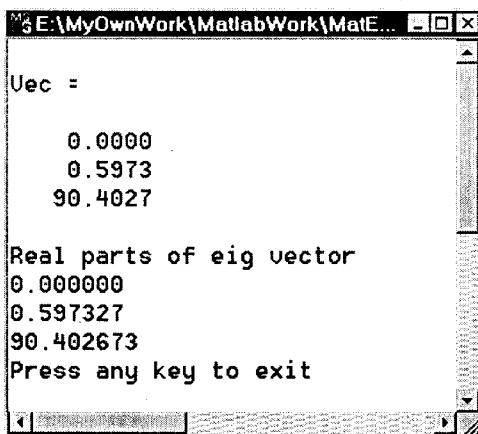 E:\MyOwnWork\MatlabWork\MatE...
Vec =
0.0000
0.5973
90.4027
Real parts of eig vector
0.000000
0.597327
90.402673
Press any key to exit